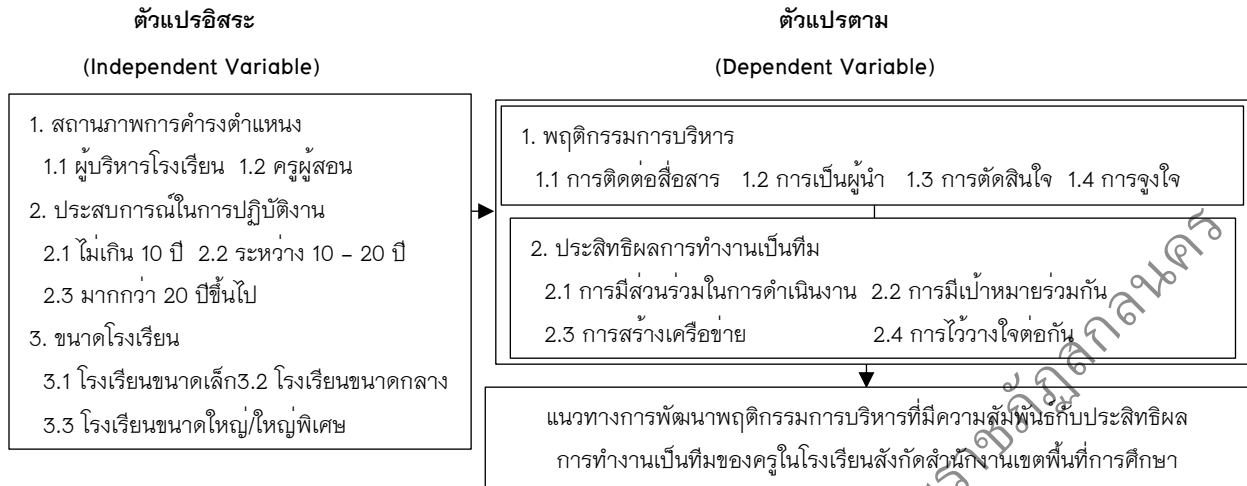 ตัวแปรอิสระ
(Independent Variable)
1. สถานภาพการดำรงตำแหน่ง
1.1 ผู้บริหารโรงเรียน 1.2 ครูผู้สอน
2. ประสบการณ์ในการปฏิบัติงาน
2.1 ไม่เกิน 10 ปี 2.2 ระหว่าง 10 – 20 ปี
2.3 มากกว่า 20 ปีขึ้นไป
3. ขนาดโรงเรียน
3.1 โรงเรียนขนาดเล็ก3.2 โรงเรียนขนาดกลาง
3.3 โรงเรียนขนาดใหญ่/ใหญ่พิเศษ
ตัวแปรตาม
(Dependent Variable)
1. พฤติกรรมการบริหาร
1.1 การติดต่อสื่อสาร 1.2 การเป็นผู้นำ 1.3 การตัดสินใจ 1.4 การจูงใจ
2. ประสิทธิผลการทำงานเป็นทีม
2.1 การมีส่วนร่วมในการดำเนินงาน 2.2 การมีเป้าหมายร่วมกัน
2.3 การสร้างเครือข่าย 2.4 การไว้วางใจต่อกัน
แนวทางการพัฒนาพฤติกรรมการบริหารที่มีความสัมพันธ์กับประสิทธิผล
การทำงานเป็นทีมของครูในโรงเรียนสังกัดสำนักงานเขตพื้นที่การศึกษา
ราชภัฏสกลนคร